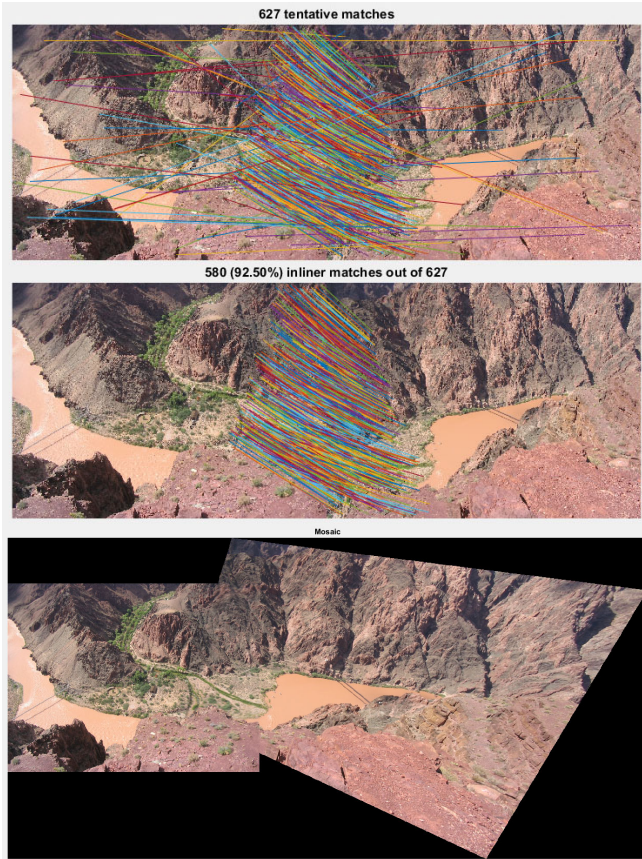 627 tentative matches
580 (92.50%) inliner matches out of 627
Mosaic